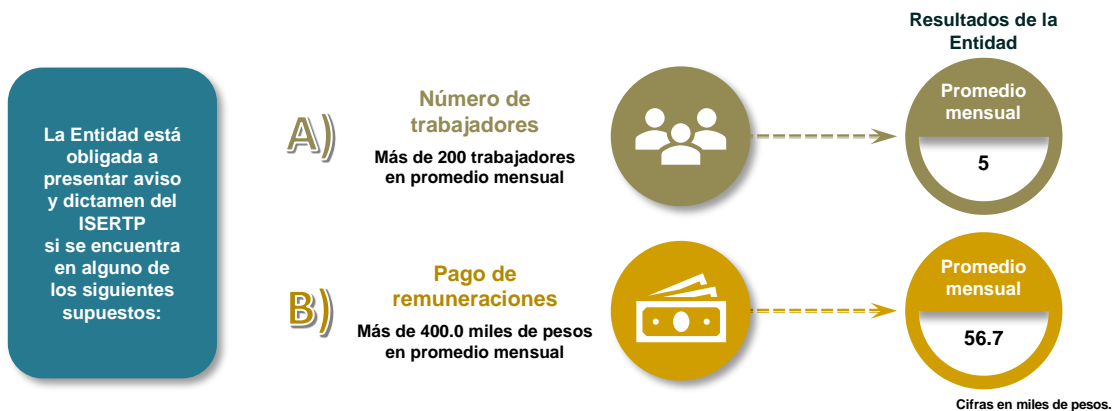 La Entidad está
obligada a
presentar aviso
y dictamen del
ISERTP
si se encuentra
en alguno de
los siguientes
supuestos:
A)
Número de
trabajadores
Más de 200 trabajadores
en promedio mensual
Resultados de la
Entidad
Promedio
mensual
5
B)
Pago de
remuneraciones
Más de 400.0 miles de pesos
en promedio mensual
Promedio
mensual
56.7
Cifras en miles de pesos.